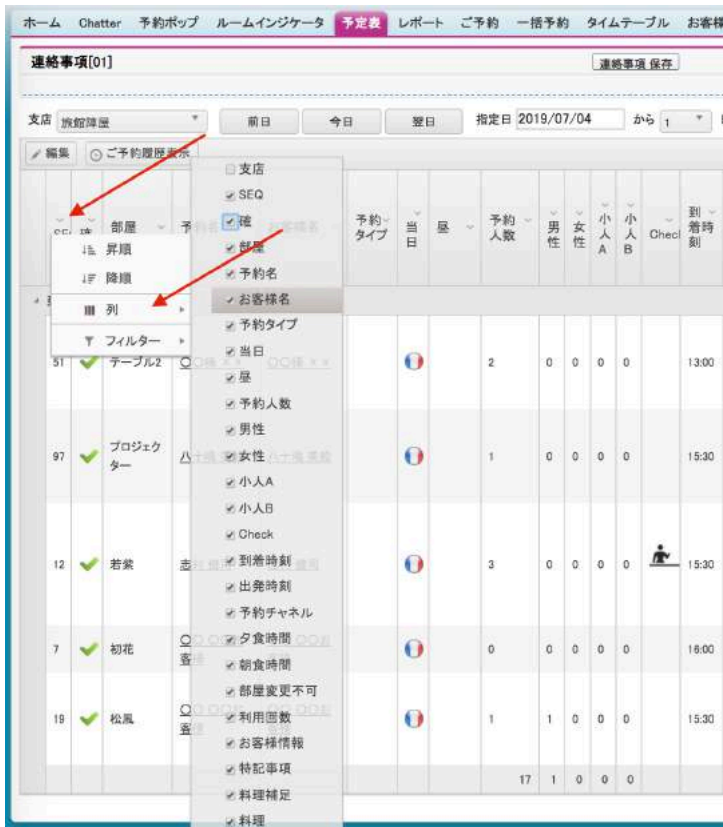 ホーム Chatter 予約ポップ ルームインジケータ 予定表 レポート ご予約 一括予約 タイムテーブル お客様
連絡事項[01]
連絡事項 保存
支店 旅館陣屋 前日 今日 翌日 指定日 2019/07/04 から 1
編集 ご予約履歴表示
支店
SEQ
確
部屋
予約名
お客様名
予約タイプ
当日
昼
予約人数
男性
女性
小人A
小人B
Check
到着時刻
出発時刻
予約チャネル
夕食時間
朝食時間
部屋変更不可
利用回数
お客様情報
特記事項
料理補足
料理
昇順
降順
列
フィルター
部屋 予約タイプ 当日 昼 予約人数 男性 女性 小人A 小人B Check 到着時刻
51 テーブル2 2 0 0 0 0 13:00
97 プロジェクター 1 0 0 0 0 15:30
12 若紫 3 0 0 0 0 15:30
7 初花 0 0 0 0 0 16:00
19 松風 1 1 0 0 0 15:30
17 1 0 0 0